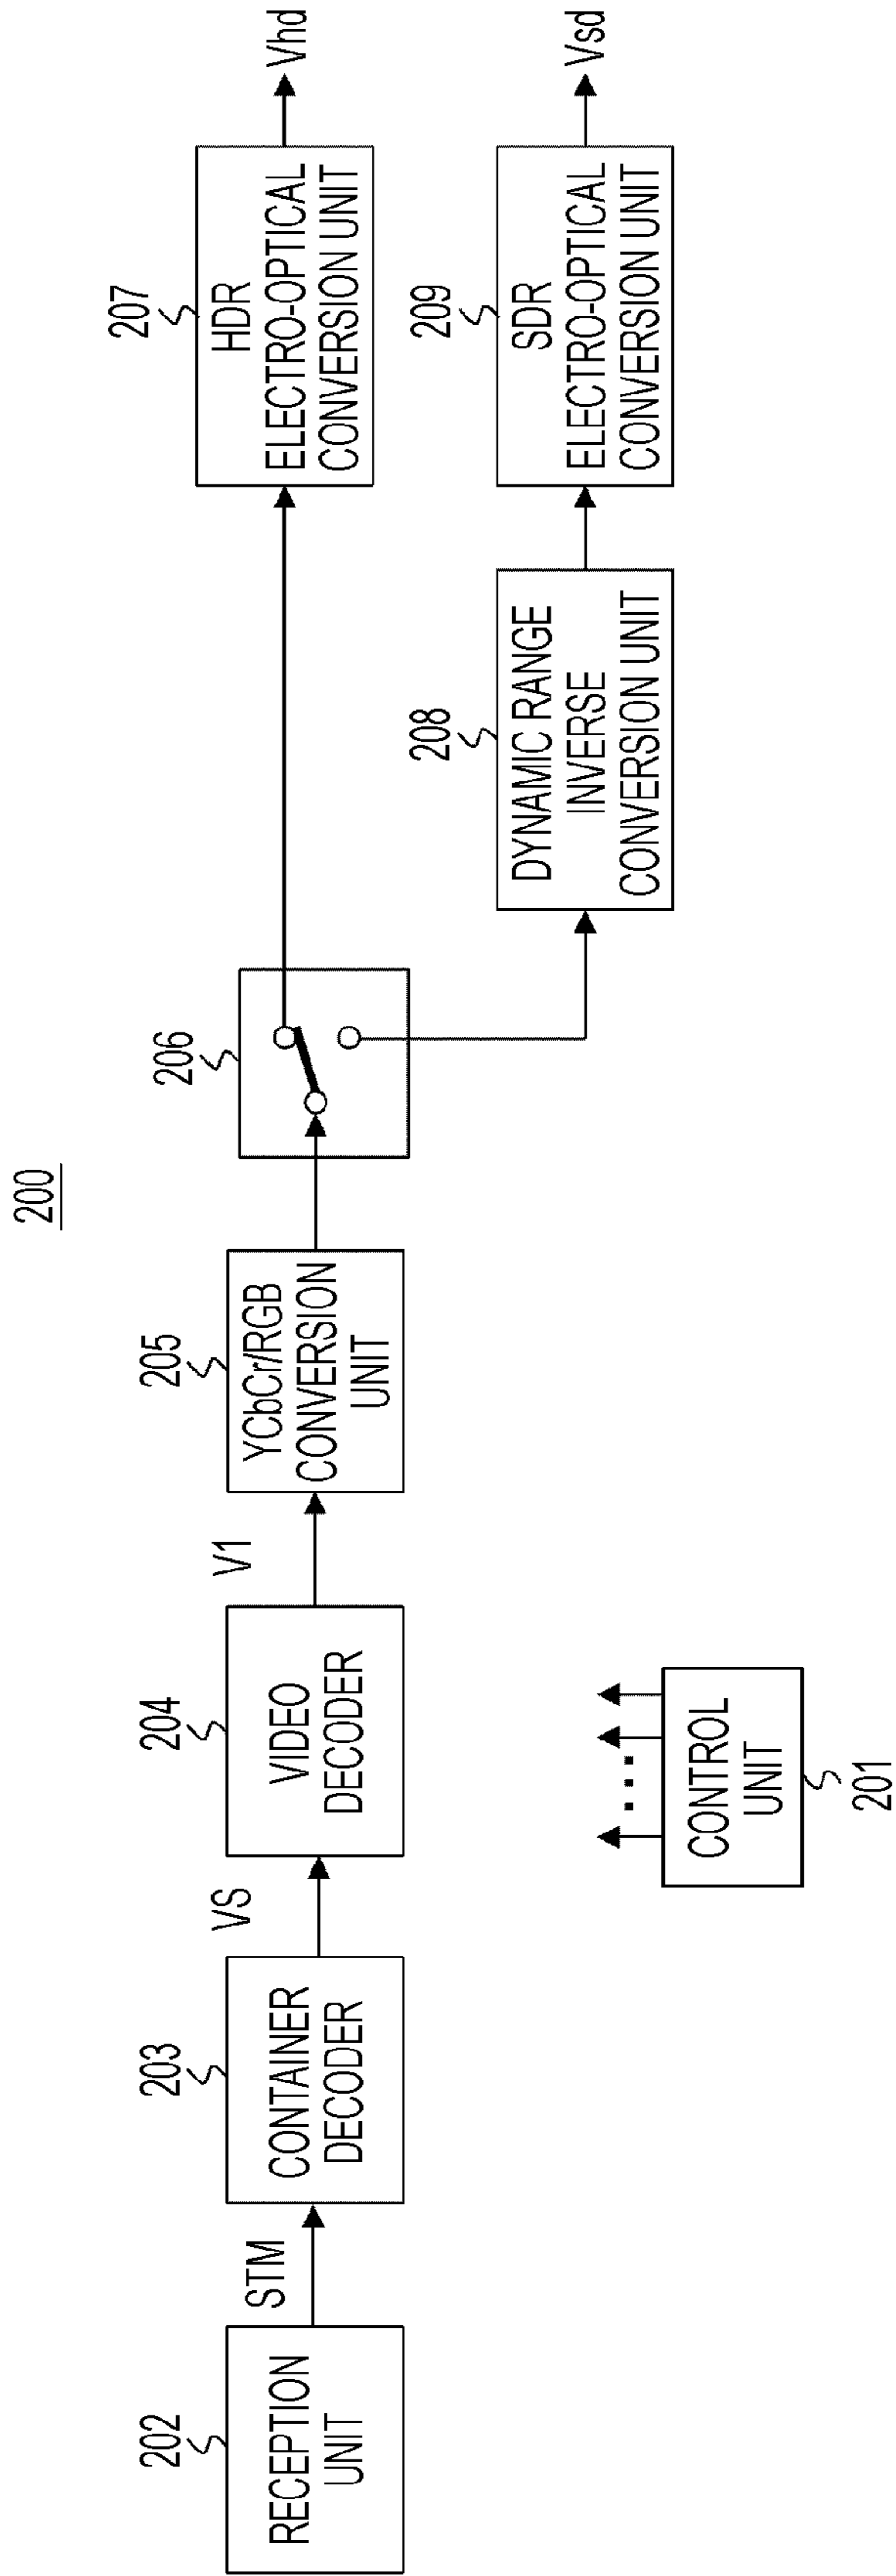 200
202
RECEPTION
UNIT
STM
203
CONTAINER
DECODER
VS
204
VIDEO
DECODER
V1
205
YCbCr/RGB
CONVERSION
UNIT
206
207
HDR
ELECTRO-OPTICAL
CONVERSION UNIT
Vhd
208
DYNAMIC RANGE
INVERSE
CONVERSION UNIT
209
SDR
ELECTRO-OPTICAL
CONVERSION UNIT
Vsd
CONTROL
UNIT
201